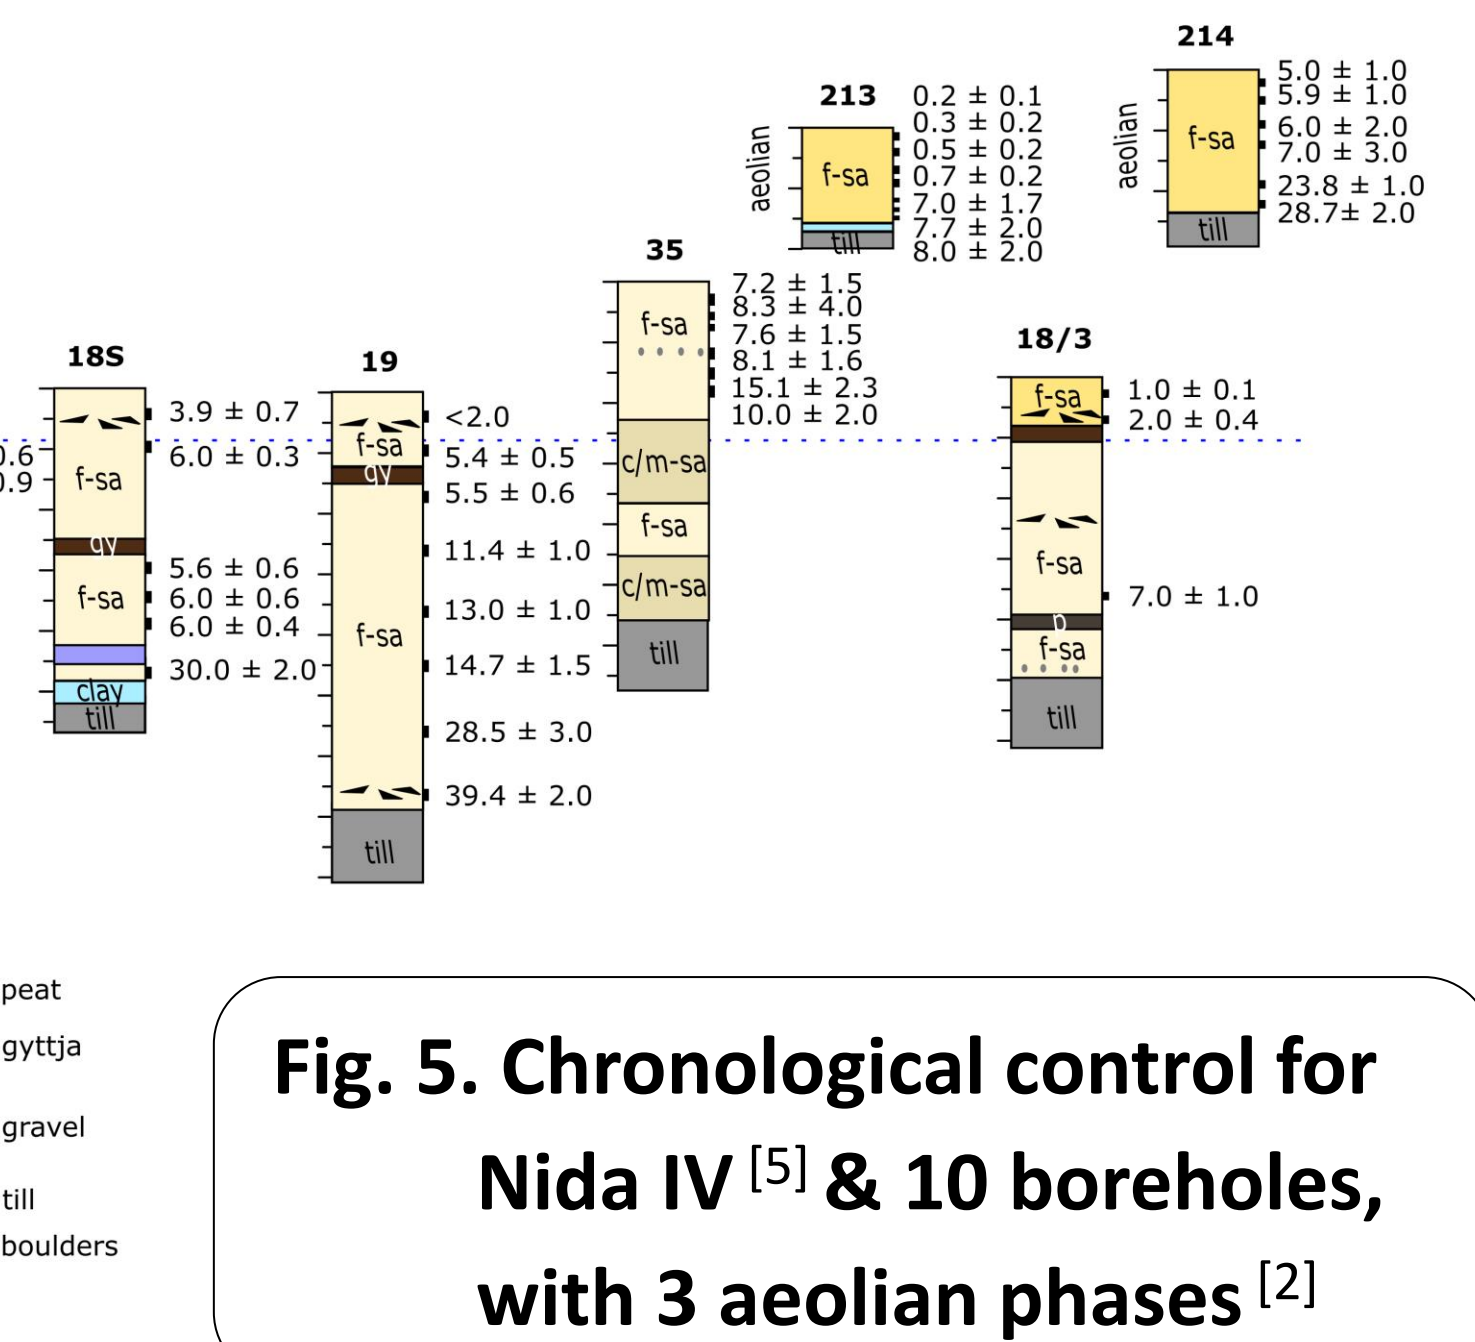 214
5.0 ± 1.0
5.9 ± 1.0
6.0 ± 2.0
7.0 ± 3.0
23.8 ± 1.0
28.7± 2.0
aeolian
f-sa
till
213
0.2 ± 0.1
0.3 ± 0.2
0.5 ± 0.2
0.7 ± 0.2
7.0 ± 1.7
7.7 ± 2.0
8.0 ± 2.0
aeolian
f-sa
till
35
7.2 ± 1.5
8.3 ± 4.0
7.6 ± 1.5
8.1 ± 1.6
15.1 ± 2.3
10.0 ± 2.0
f-sa
c/m-sa
f-sa
c/m-sa
till
18/3
f-sa
1.0 ± 0.1
2.0 ± 0.4
f-sa
7.0 ± 1.0
p
f-sa
till
18S
3.9 ± 0.7
6.0 ± 0.3
f-sa
gy
5.6 ± 0.6
f-sa
6.0 ± 0.6
6.0 ± 0.4
30.0 ± 2.0
clay
till
0.6
0.9
19
<2.0
f-sa
5.4 ± 0.5
gy
5.5 ± 0.6
11.4 ± 1.0
13.0 ± 1.0
f-sa
14.7 ± 1.5
28.5 ± 3.0
39.4 ± 2.0
till
peat
gyttja
gravel
till
boulders
Fig. 5. Chronological control for
Nida IV [5] & 10 boreholes,
with 3 aeolian phases [2]